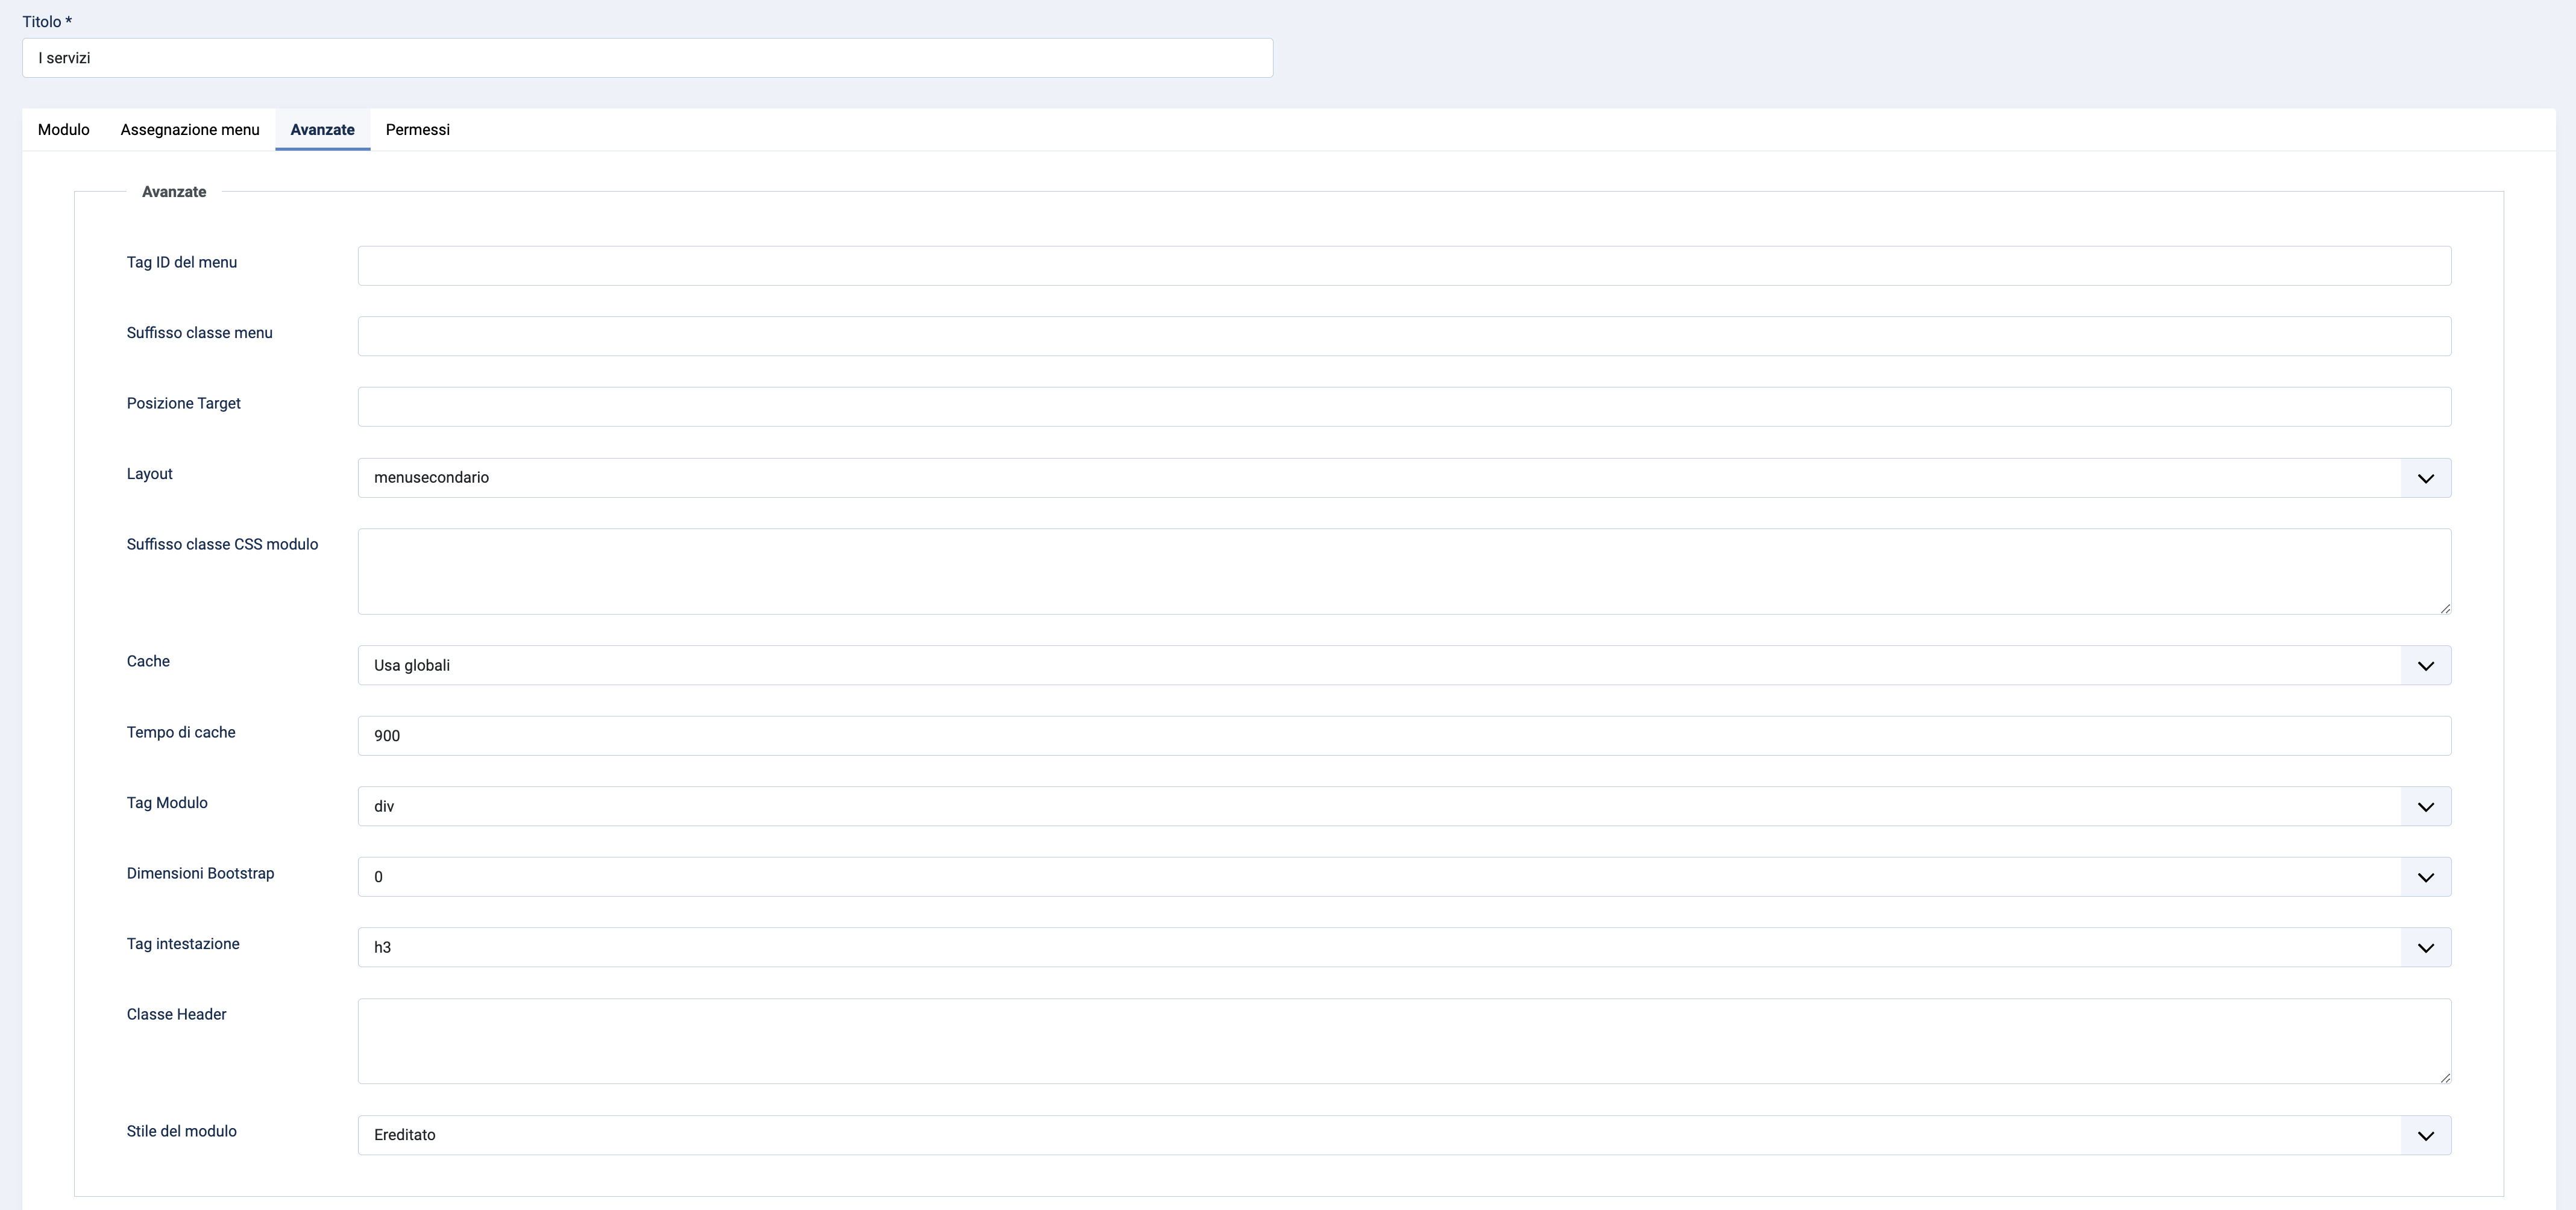 Titolo *
I servizi
Modulo Assegnazione menu Avanzate Permessi
Avanzate
Tag ID del menu
Suffisso classe menu
Posizione Target
Layout menusecondario
Suffisso classe CSS modulo
Cache Usa globali
Tempo di cache 900
Tag Modulo div
Dimensioni Bootstrap 0
Tag intestazione h3
Classe Header
Stile del modulo Ereditato